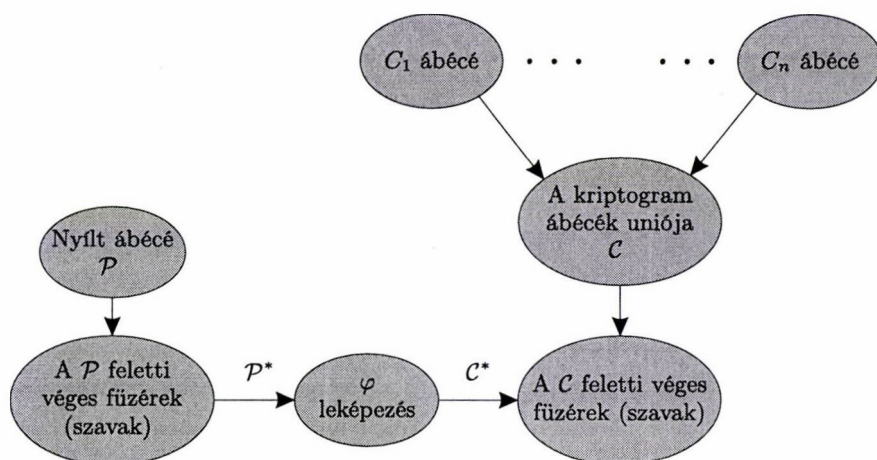 C₁ ábécé
Cₙ ábécé
A kriptogram
ábécék uniója
𝒞
Nyílt ábécé
𝒫
A 𝒫 feletti
véges füzérek
(szavak)
𝒫*
φ
leképezés
𝒞*
A 𝒞 feletti véges
füzérek (szavak)